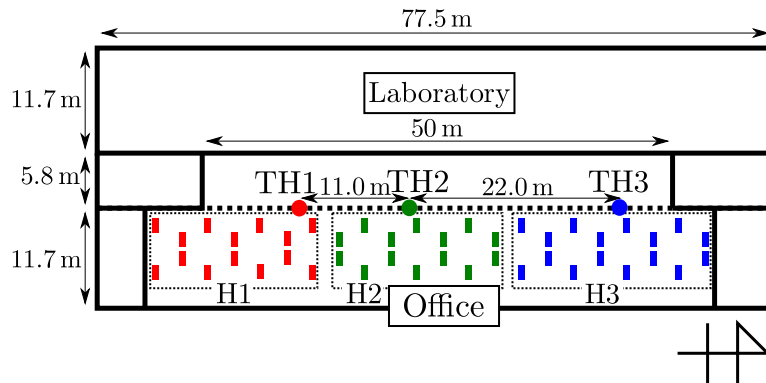 77.5 m
11.7 m
Laboratory
50 m
5.8 m
TH1
11.0 m
TH2
22.0 m
TH3
11.7 m
H1
H2
H3
Office